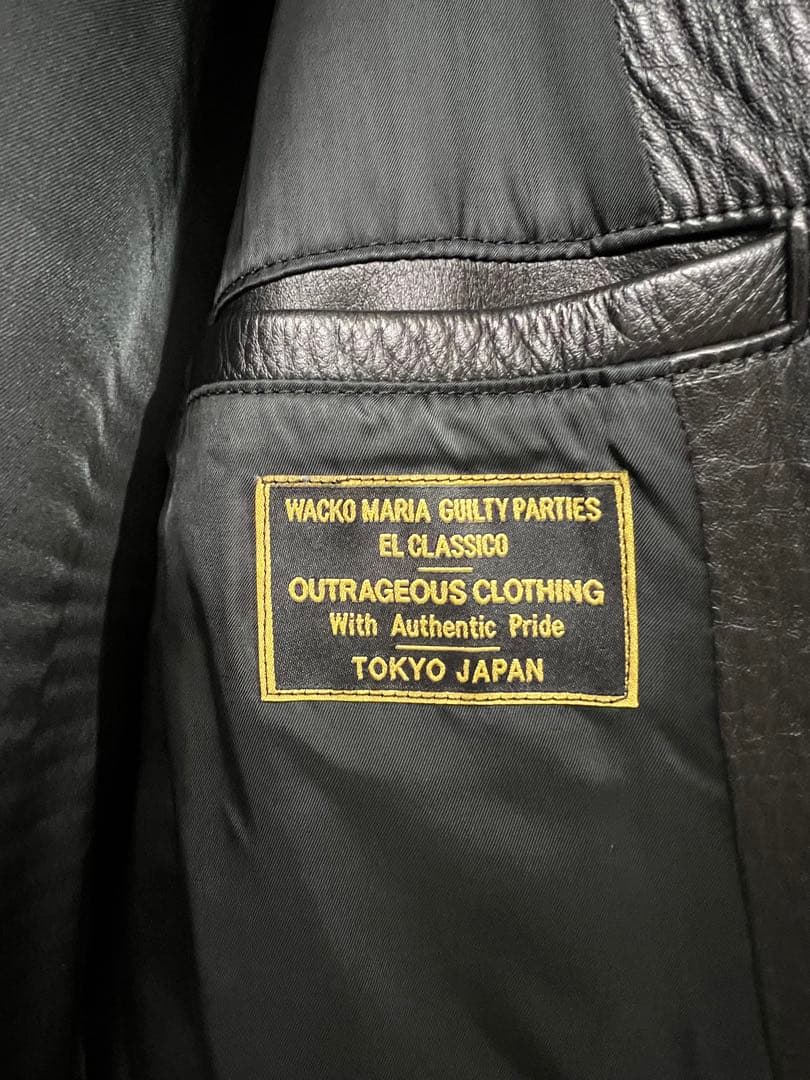 WACKO MARIA GUILTY PARTIES
EL CLASSICO
OUTRAGEOUS CLOTHING
With Authentic Pride
TOKYO JAPAN